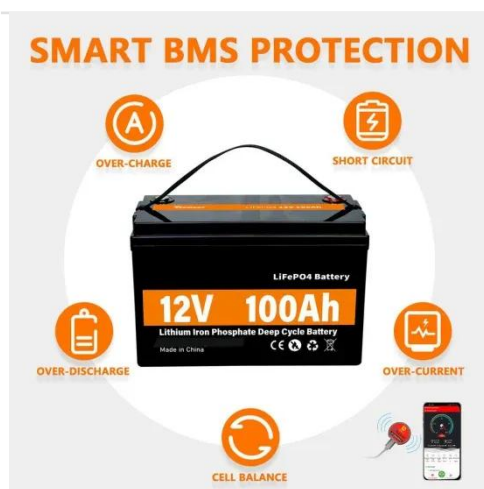 SMART BMS PROTECTION
OVER-CHARGE
SHORT CIRCUIT
LiFePO4 Battery
12V 100Ah
Lithium Iron Phosphate Deep Cycle Battery
Made in China
CE
OVER-DISCHARGE
OVER-CURRENT
CELL BALANCE